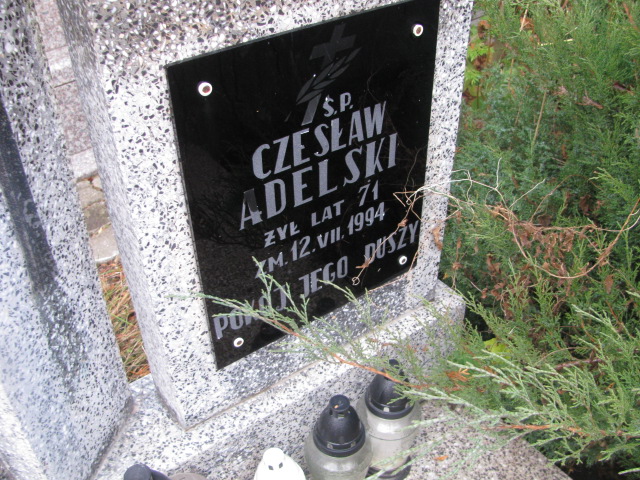 Ś.P.
CZESŁAW
ADELSKI
ŻYŁ LAT 71
ZM. 12.VII.1994
POKÓJ JEGO DUSZY